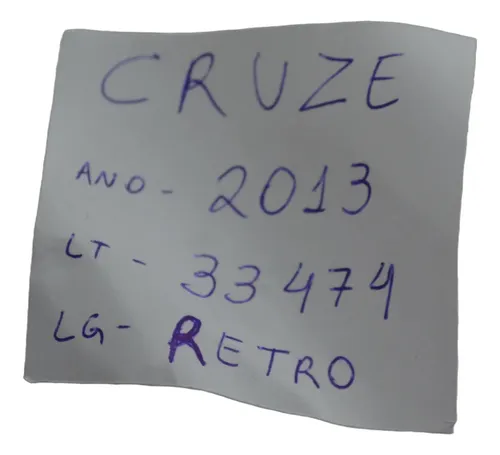 CRUZE
ANO - 2013
LT - 33474
LG - RETRO